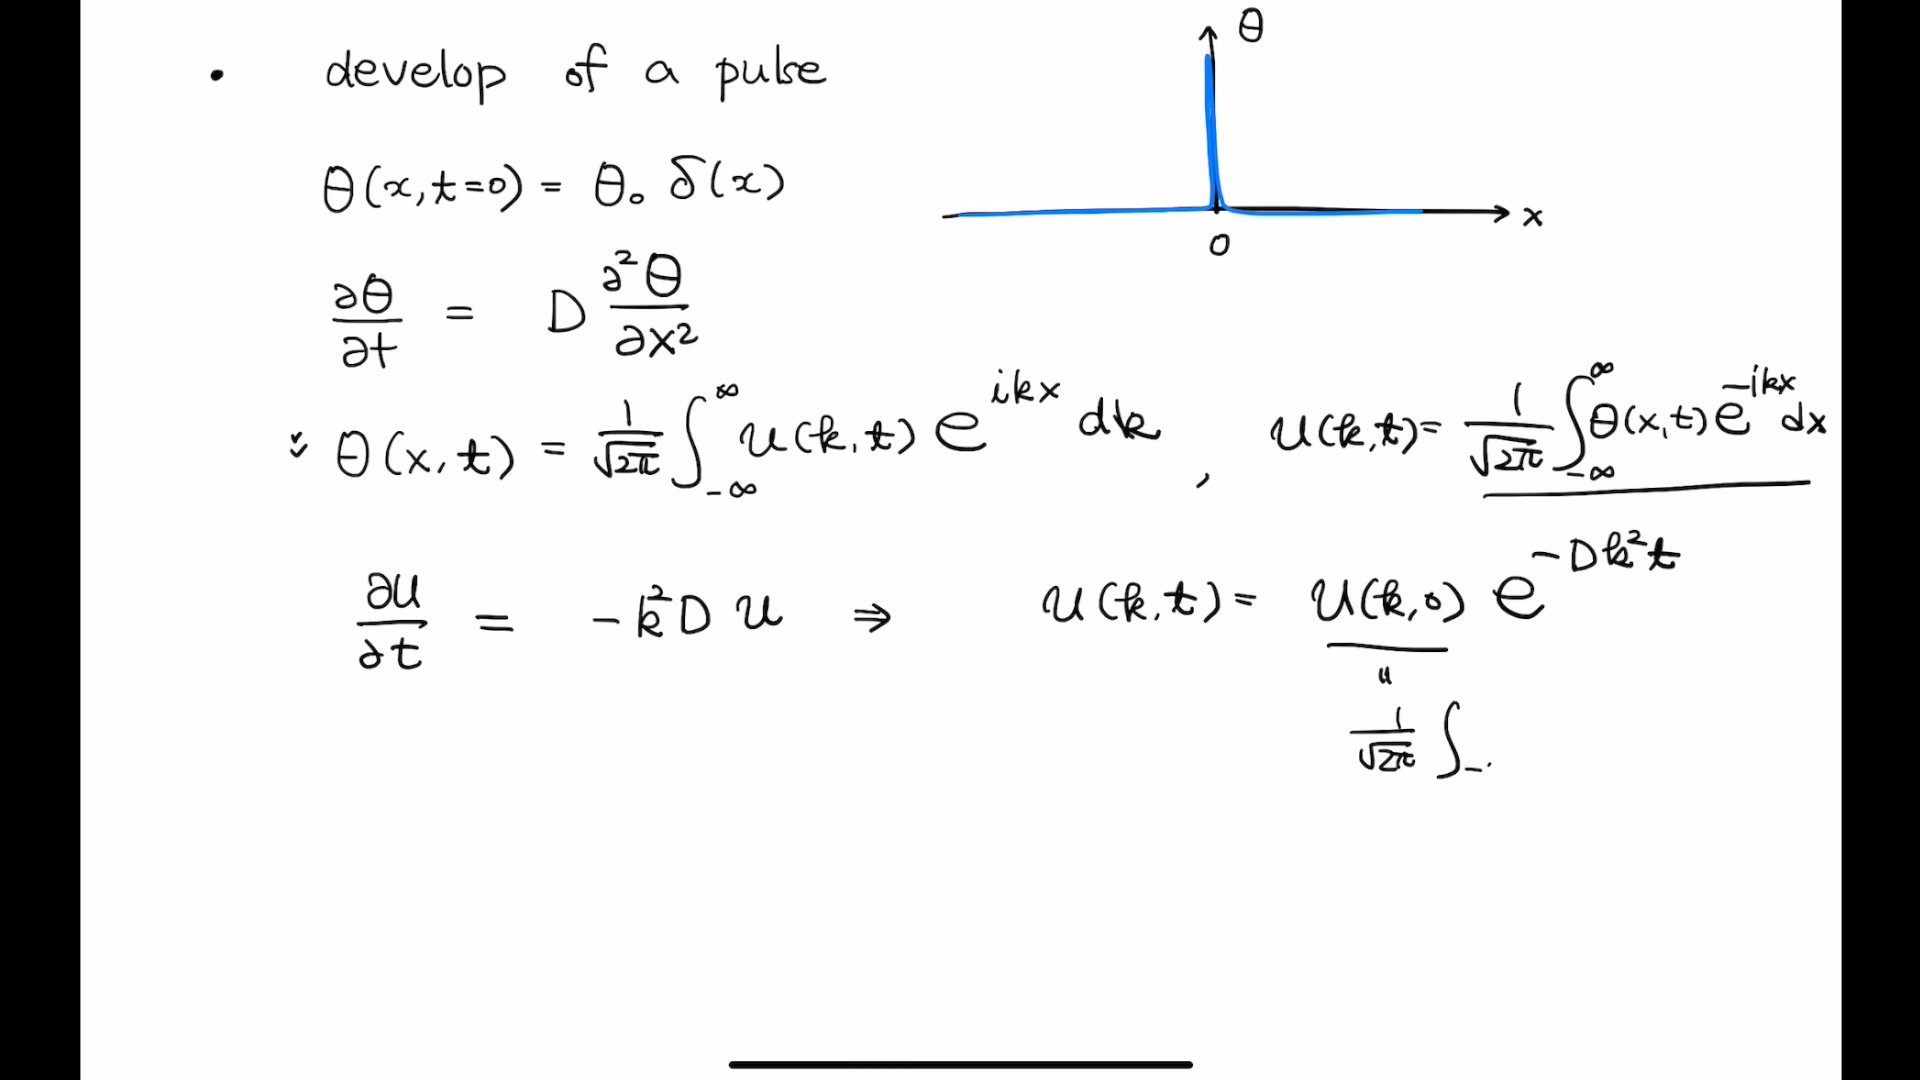 • develop of a pulse
θ
x
0
θ(x,t=0) = θ₀ δ(x)
∂θ/∂t = D ∂²θ/∂x²
θ(x,t) = 1/√2π ∫_{-∞}^{∞} u(k,t) e^{ikx} dk , u(k,t) = 1/√2π ∫_{-∞}^{∞} θ(x,t) e^{-ikx} dx
∂u/∂t = -k²D u ⇒ u(k,t) = u(k,0) e^{-Dk²t}
"
1/√2π ∫_-